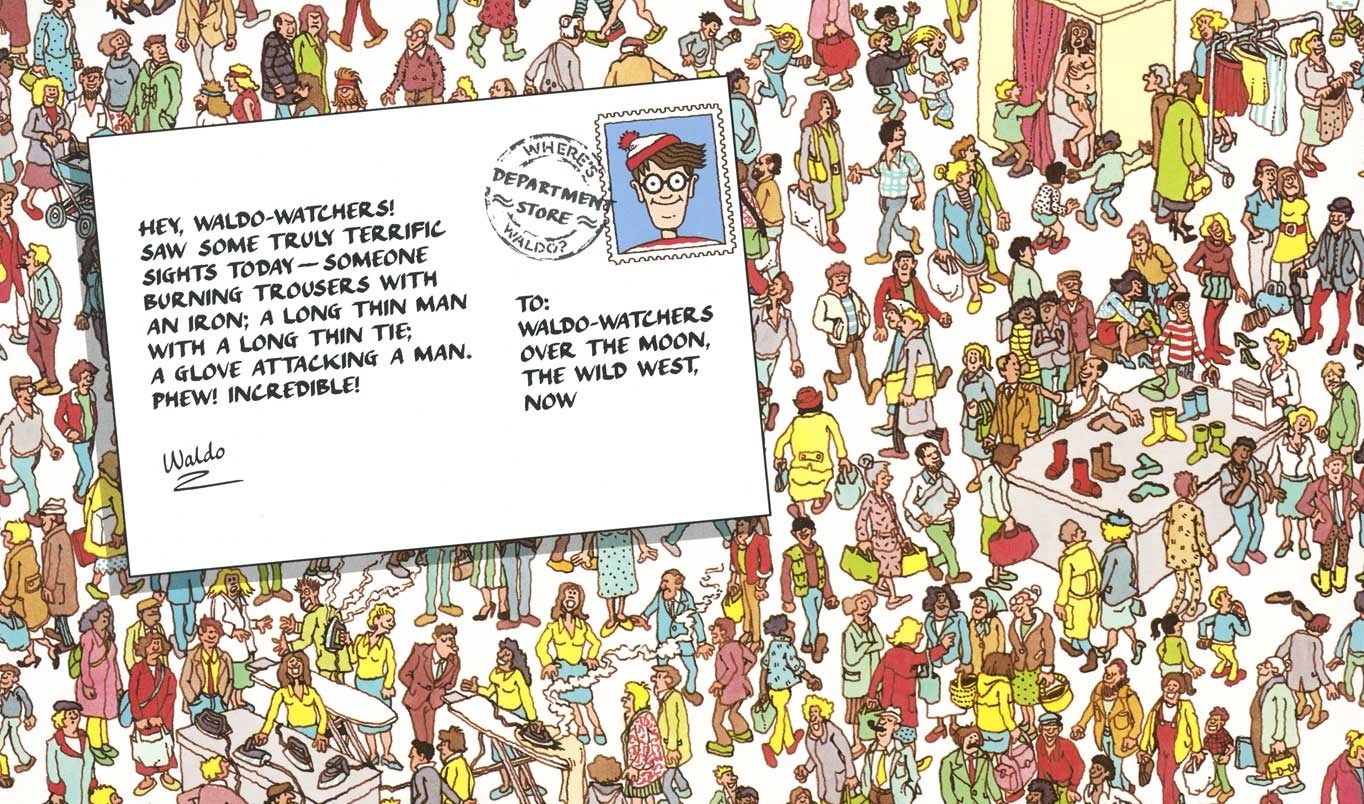 HEY, WALDO-WATCHERS!
SAW SOME TRULY TERRIFIC
SIGHTS TODAY—SOMEONE
BURNING TROUSERS WITH
AN IRON; A LONG THIN MAN
WITH A LONG THIN TIE;
A GLOVE ATTACKING A MAN.
PHEW! INCREDIBLE!
Waldo
WHERE'S
DEPARTMENT
STORE
WALDO?
TO:
WALDO-WATCHERS
OVER THE MOON,
THE WILD WEST,
NOW